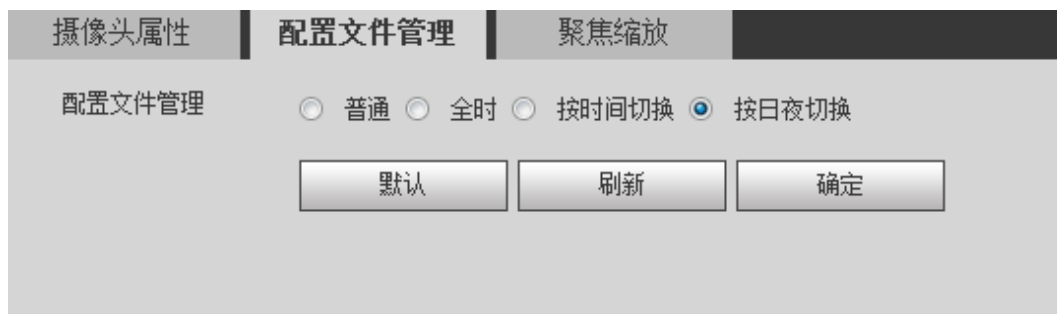 摄像头属性 配置文件管理 聚焦缩放
配置文件管理 普通 全时 按时间切换 按日夜切换
默认 刷新 确定